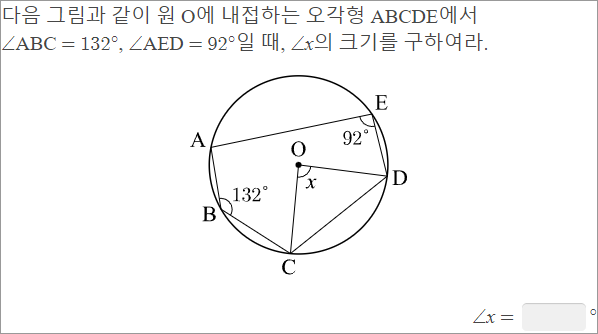 다음 그림과 같이 원 O에 내접하는 오각형 ABCDE에서
∠ABC = 132°, ∠AED = 92°일 때, ∠x의 크기를 구하여라.
E
A
92°
O
x
D
132°
B
C
∠x = °